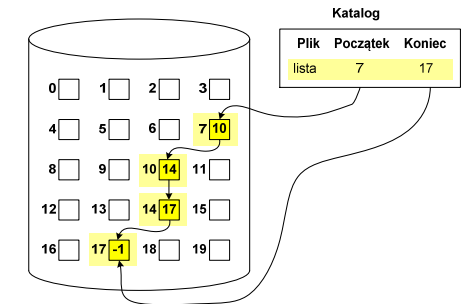 Katalog
Plik Początek Koniec
lista 7 17
0 1 2 3
4 5 6 7 10
8 9 10 14 11
12 13 14 17 15
16 17 -1 18 19